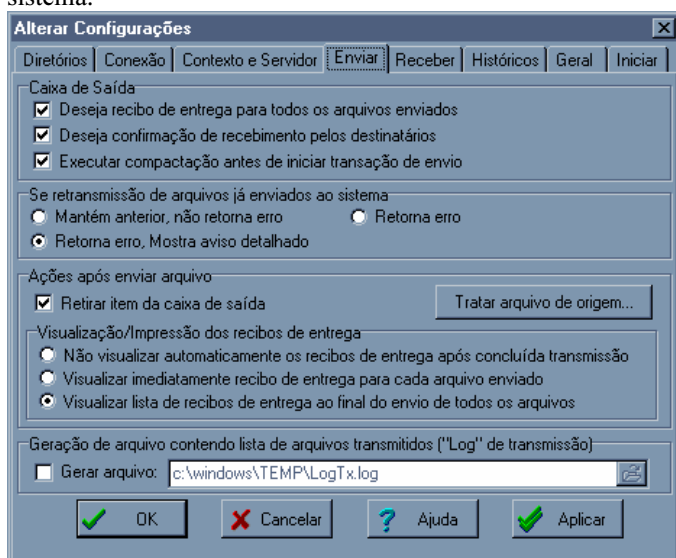 sistema.
Alterar Configurações
Diretórios Conexão Contexto e Servidor Enviar Receber Históricos Geral Iniciar
Caixa de Saída
Deseja recibo de entrega para todos os arquivos enviados
Deseja confirmação de recebimento pelos destinatários
Executar compactação antes de iniciar transação de envio
Se retransmissão de arquivos já enviados ao sistema
Mantém anterior, não retorna erro Retorna erro
Retorna erro, Mostra aviso detalhado
Ações após enviar arquivo
Retirar item da caixa de saída Tratar arquivo de origem...
Visualização/Impressão dos recibos de entrega
Não visualizar automaticamente os recibos de entrega após concluída transmissão
Visualizar imediatamente recibo de entrega para cada arquivo enviado
Visualizar lista de recibos de entrega ao final do envio de todos os arquivos
Geração de arquivo contendo lista de arquivos transmitidos ("Log" de transmissão)
Gerar arquivo: c:\windows\TEMP\LogTx.log
OK Cancelar Ajuda Aplicar